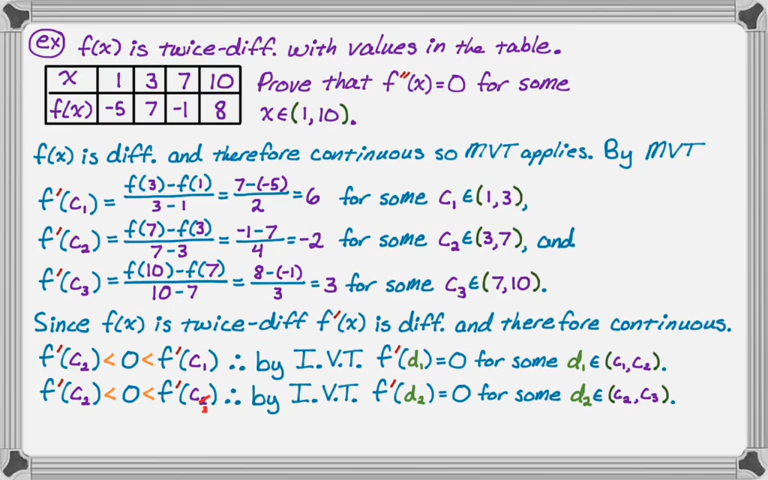 ex f(x) is twice-diff. with values in the table.
x 1 3 7 10
f(x) -5 7 -1 8
Prove that f"(x)=0 for some
x∈(1,10).
f(x) is diff. and therefore continuous so MVT applies. By MVT
f'(c₁) = f(3)-f(1)/3-1 = 7-(-5)/2 = 6 for some c₁∈(1,3),
f'(c₂) = f(7)-f(3)/7-3 = -1-7/4 = -2 for some c₂∈(3,7), and
f'(c₃) = f(10)-f(7)/10-7 = 8-(-1)/3 = 3 for some c₃∈(7,10).
Since f(x) is twice-diff f'(x) is diff. and therefore continuous.
f'(c₂) < 0 < f'(c₁) ∴ by I.V.T. f'(d₁)=0 for some d₁∈(c₁,c₂).
f'(c₂) < 0 < f'(c₃) ∴ by I.V.T. f'(d₂)=0 for some d₂∈(c₂,c₃).